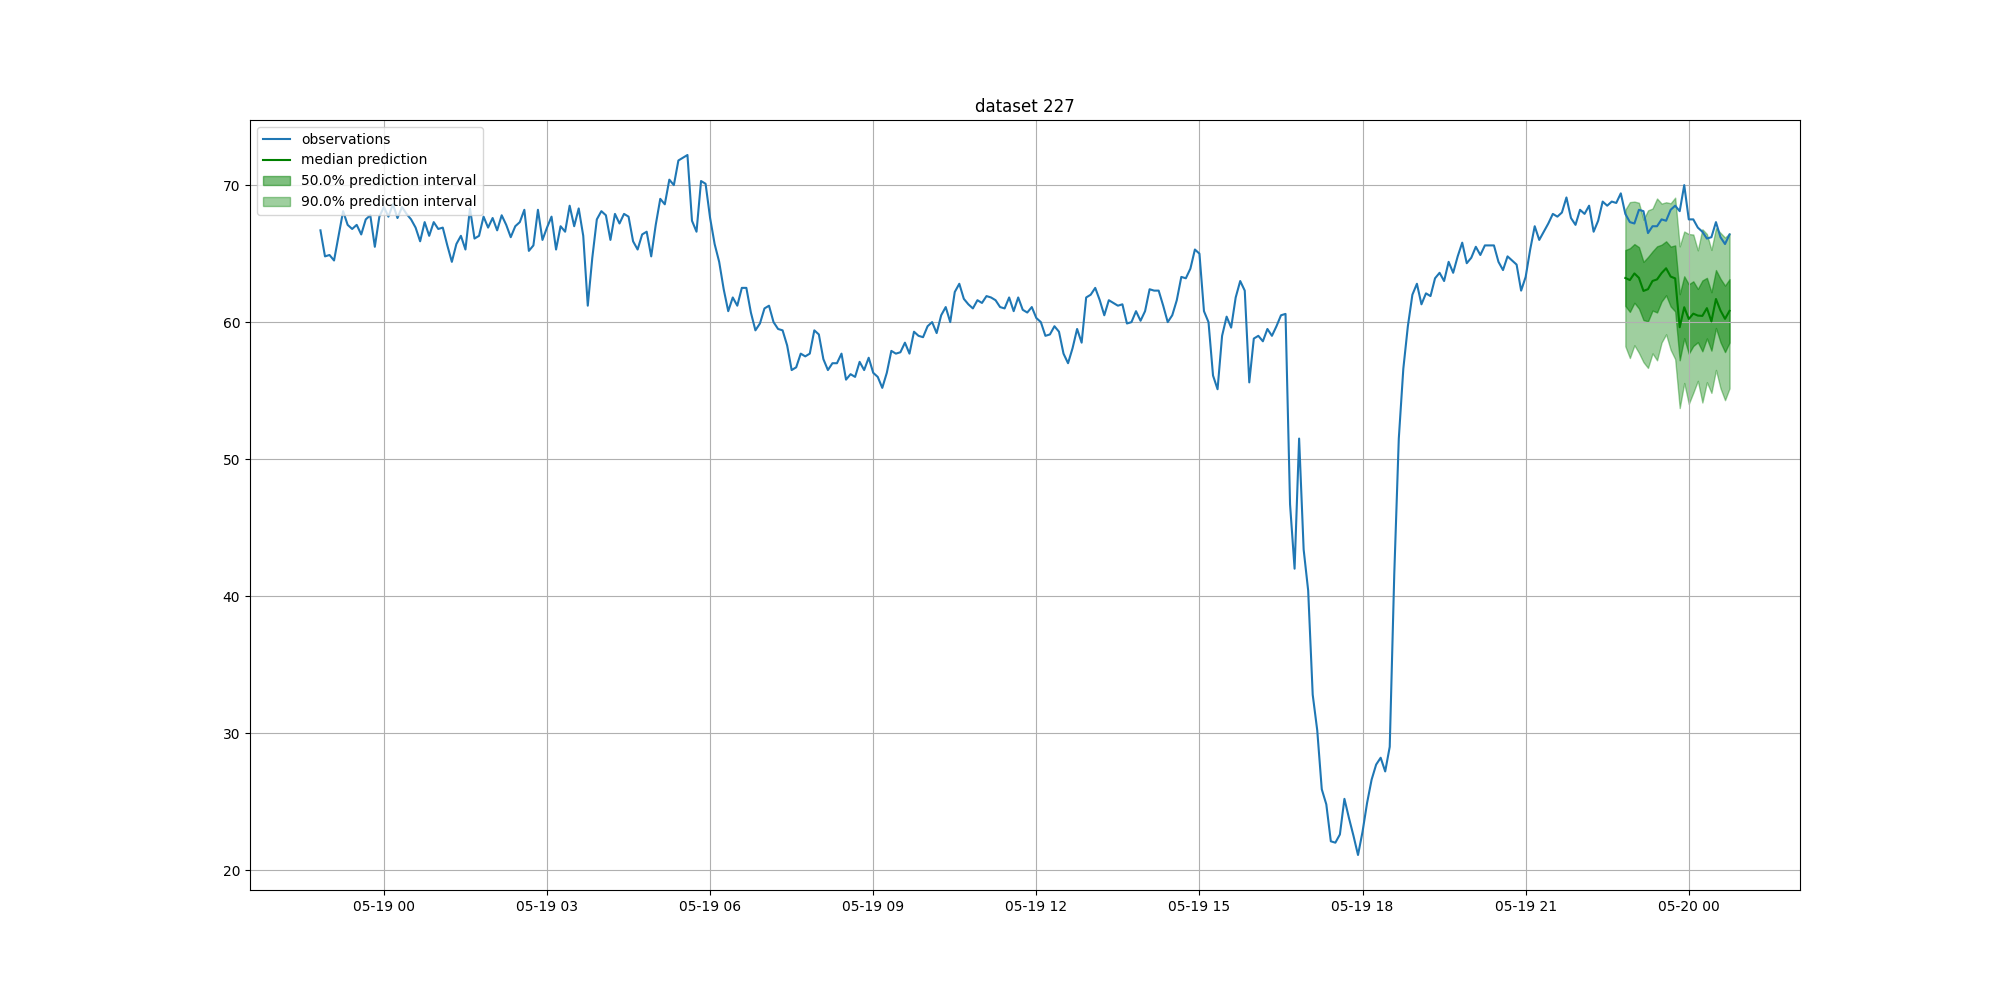 dataset 227
observations
median prediction
50.0% prediction interval
90.0% prediction interval
70
60
50
40
30
20
05-19 00 05-19 03 05-19 06 05-19 09 05-19 12 05-19 15 05-19 18 05-19 21 05-20 00